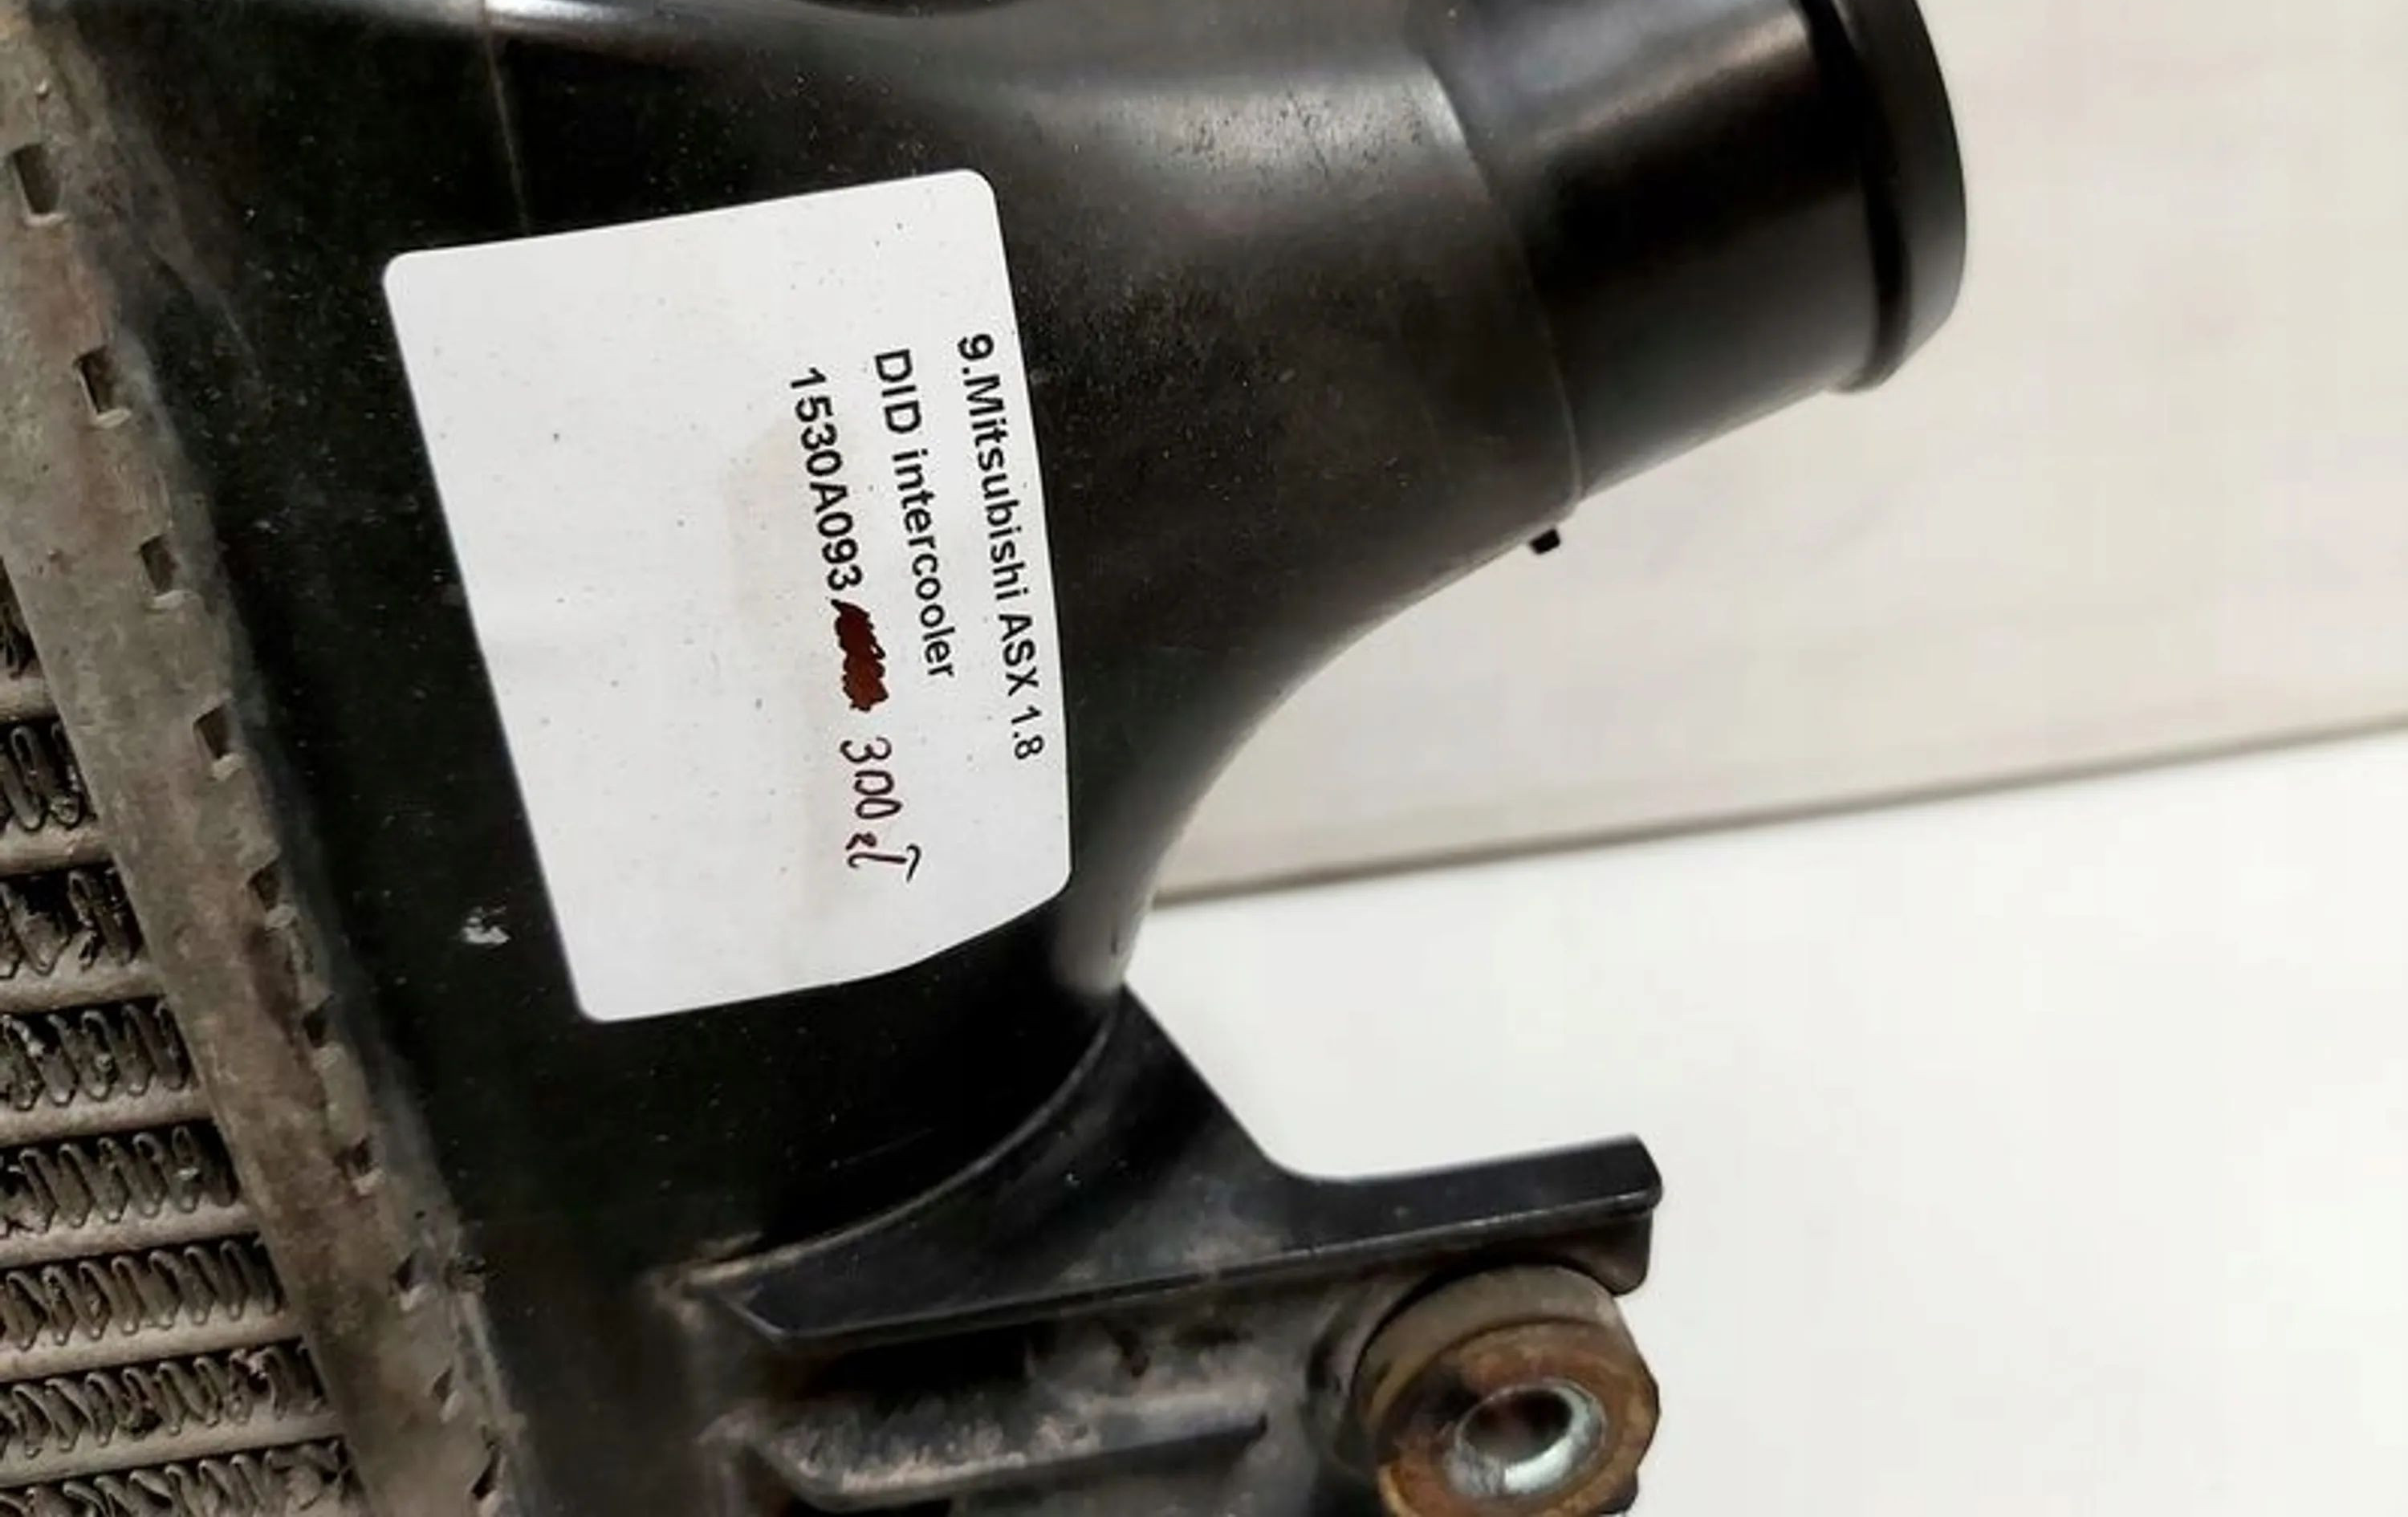 9.Mitsubishi ASX 1.8
DID intercooler
1530A093 300 zł